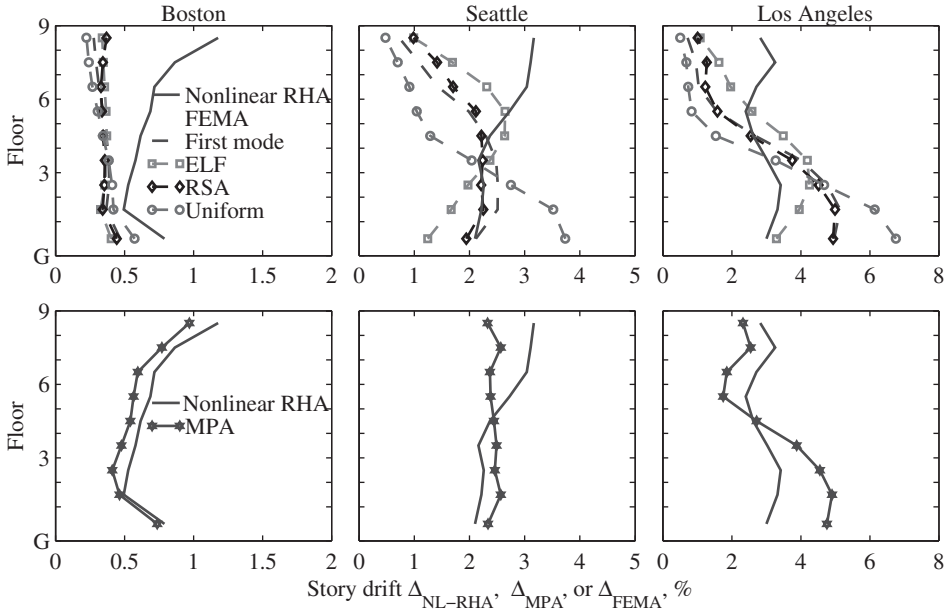 Boston
Seattle
Los Angeles
9
6
3
G
Floor
Nonlinear RHA
FEMA
First mode
ELF
RSA
Uniform
0 0.5 1 1.5 2
0 1 2 3 4 5
0 2 4 6 8
9
6
3
G
Floor
Nonlinear RHA
MPA
0 0.5 1 1.5 2
0 1 2 3 4 5
0 2 4 6 8
Story drift Δ_NL−RHA, Δ_MPA, or Δ_FEMA, %